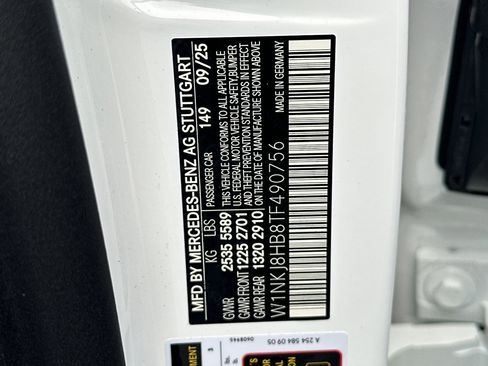 MFD BY MERCEDES-BENZ AG STUTTGART
PASSENGER CAR 149 09/25
KG LBS
GVWR 2535 5589
GAWR FRONT 1225 2701
GAWR REAR 1320 2910
THIS VEHICLE CONFORMS TO ALL APPLICABLE
U.S. FEDERAL MOTOR VEHICLE SAFETY, BUMPER
AND THEFT PREVENTION STANDARDS IN EFFECT
ON THE DATE OF MANUFACTURE SHOWN ABOVE
W1NKJ8HB8TF490756
MADE IN GERMANY
A 254 584 09 05
0608945